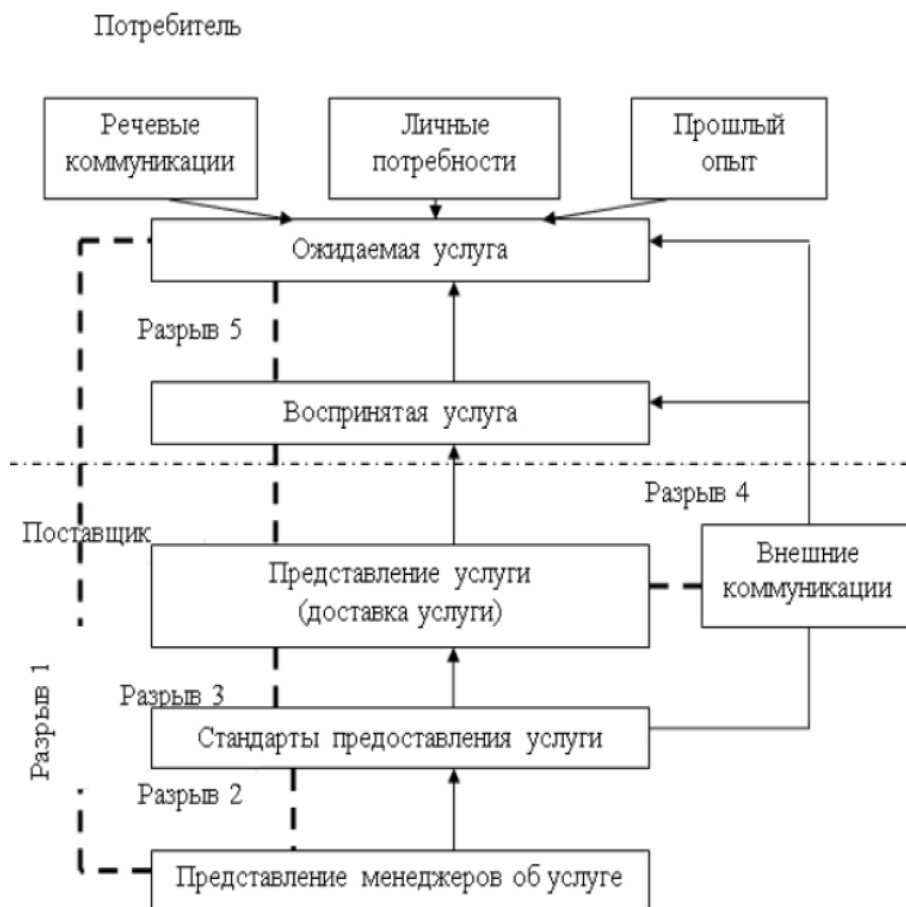 Потребитель
Речевые
коммуникации
Личные
потребности
Прошлый
опыт
Ожидаемая услуга
Разрыв 5
Воспринятая услуга
Разрыв 4
Поставщик
Внешние
коммуникации
Представление услуги
(доставка услуги)
Разрыв 1
Разрыв 3
Стандарты предоставления услуги
Разрыв 2
Представление менеджеров об услуге